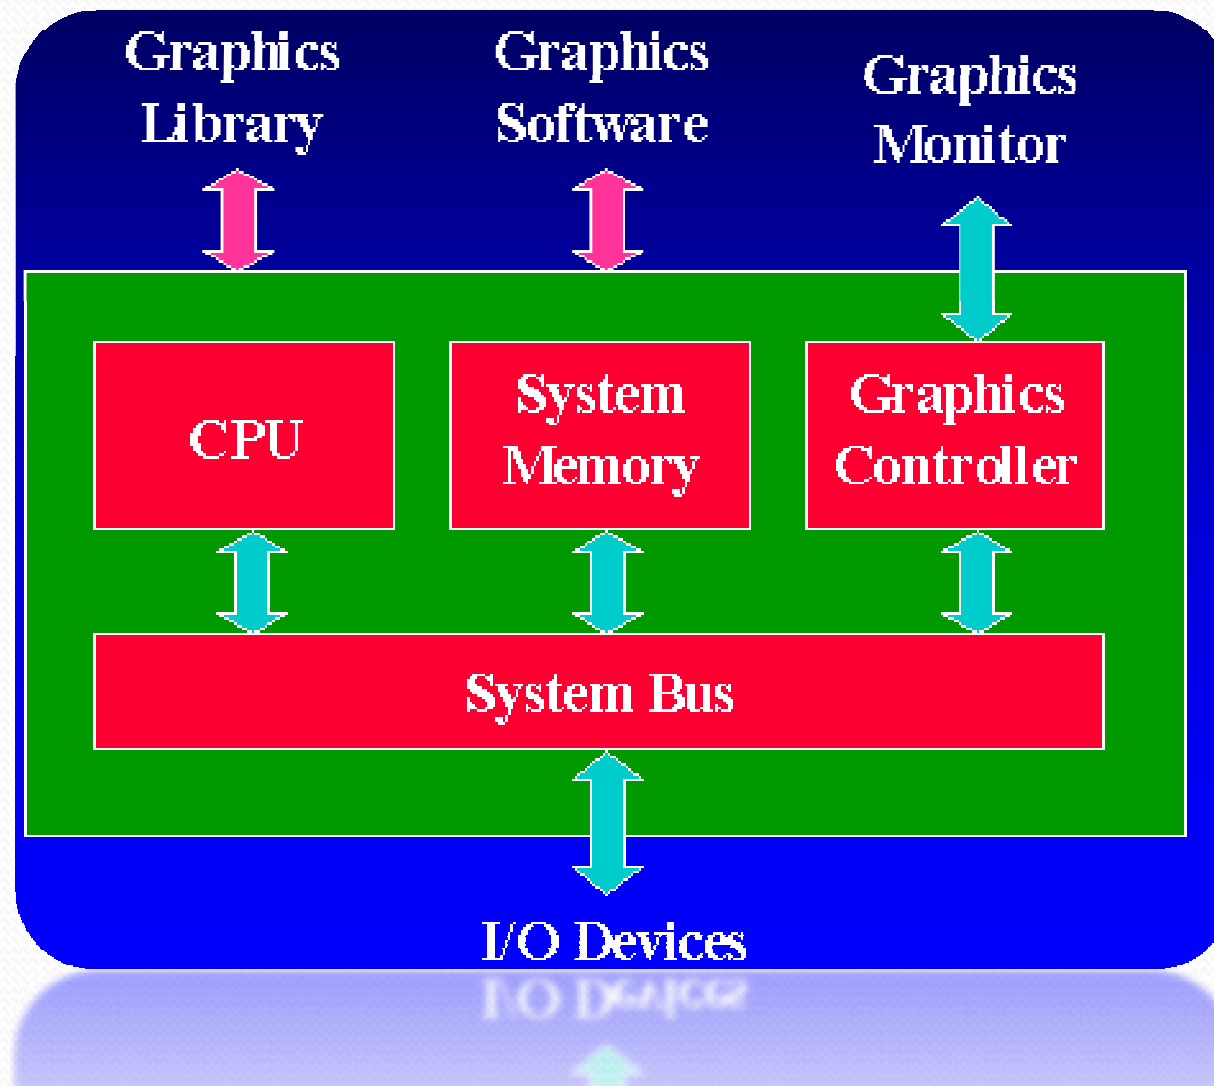 Graphics
Library
Graphics
Software
Graphics
Monitor
CPU
System
Memory
Graphics
Controller
System Bus
I/O Devices